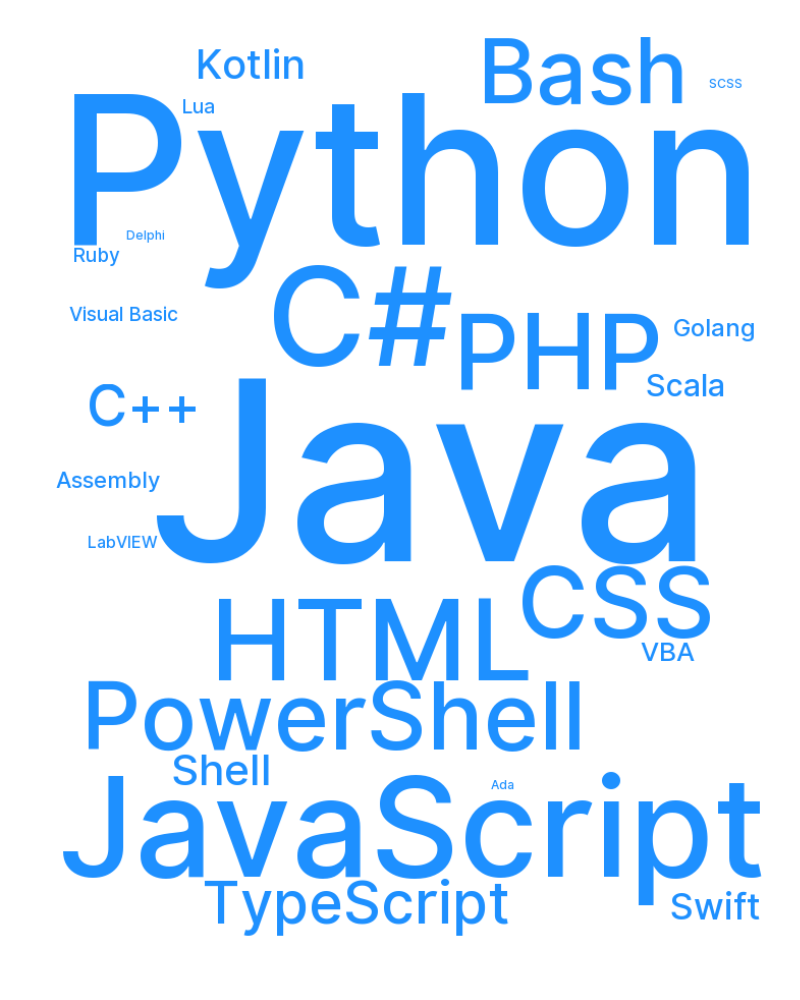 Kotlin
Bash
scss
Lua
Python
Delphi
Ruby
C#
Visual Basic
PHP
Golang
Scala
C++
Java
Assembly
LabVIEW
CSS
HTML
VBA
PowerShell
Shell
Ada
JavaScript
TypeScript
Swift